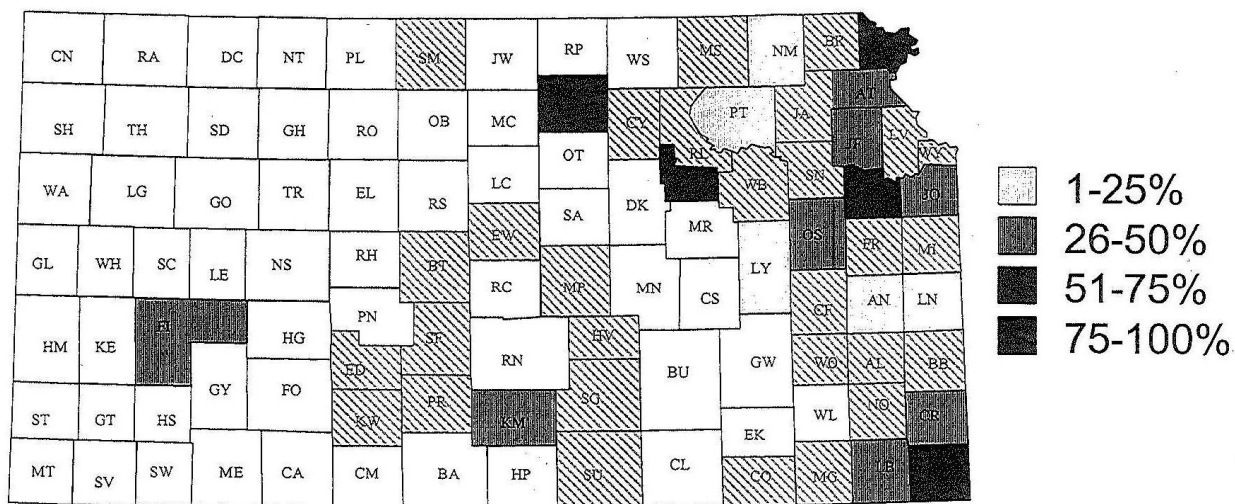 CN RA DC NT PL SM JW RP WS MS NM BR
SH TH SD GH RO OB MC CY RL PT JA AT
WA LG GO TR EL RS LC OT DK WB SN JF LV WY
GL WH SC LE NS RH BT EW SA MR LY OS FR JO MI
HM KE FI HG PN SF RC MP MN CS CF AN LN
ED RN HV BU GW WO AL BB
ST GT HS GY FO KW PR KM SG EK WL NO CR
MT SV SW ME CA CM BA HP SU CL CO MG LB
1-25%
26-50%
51-75%
75-100%